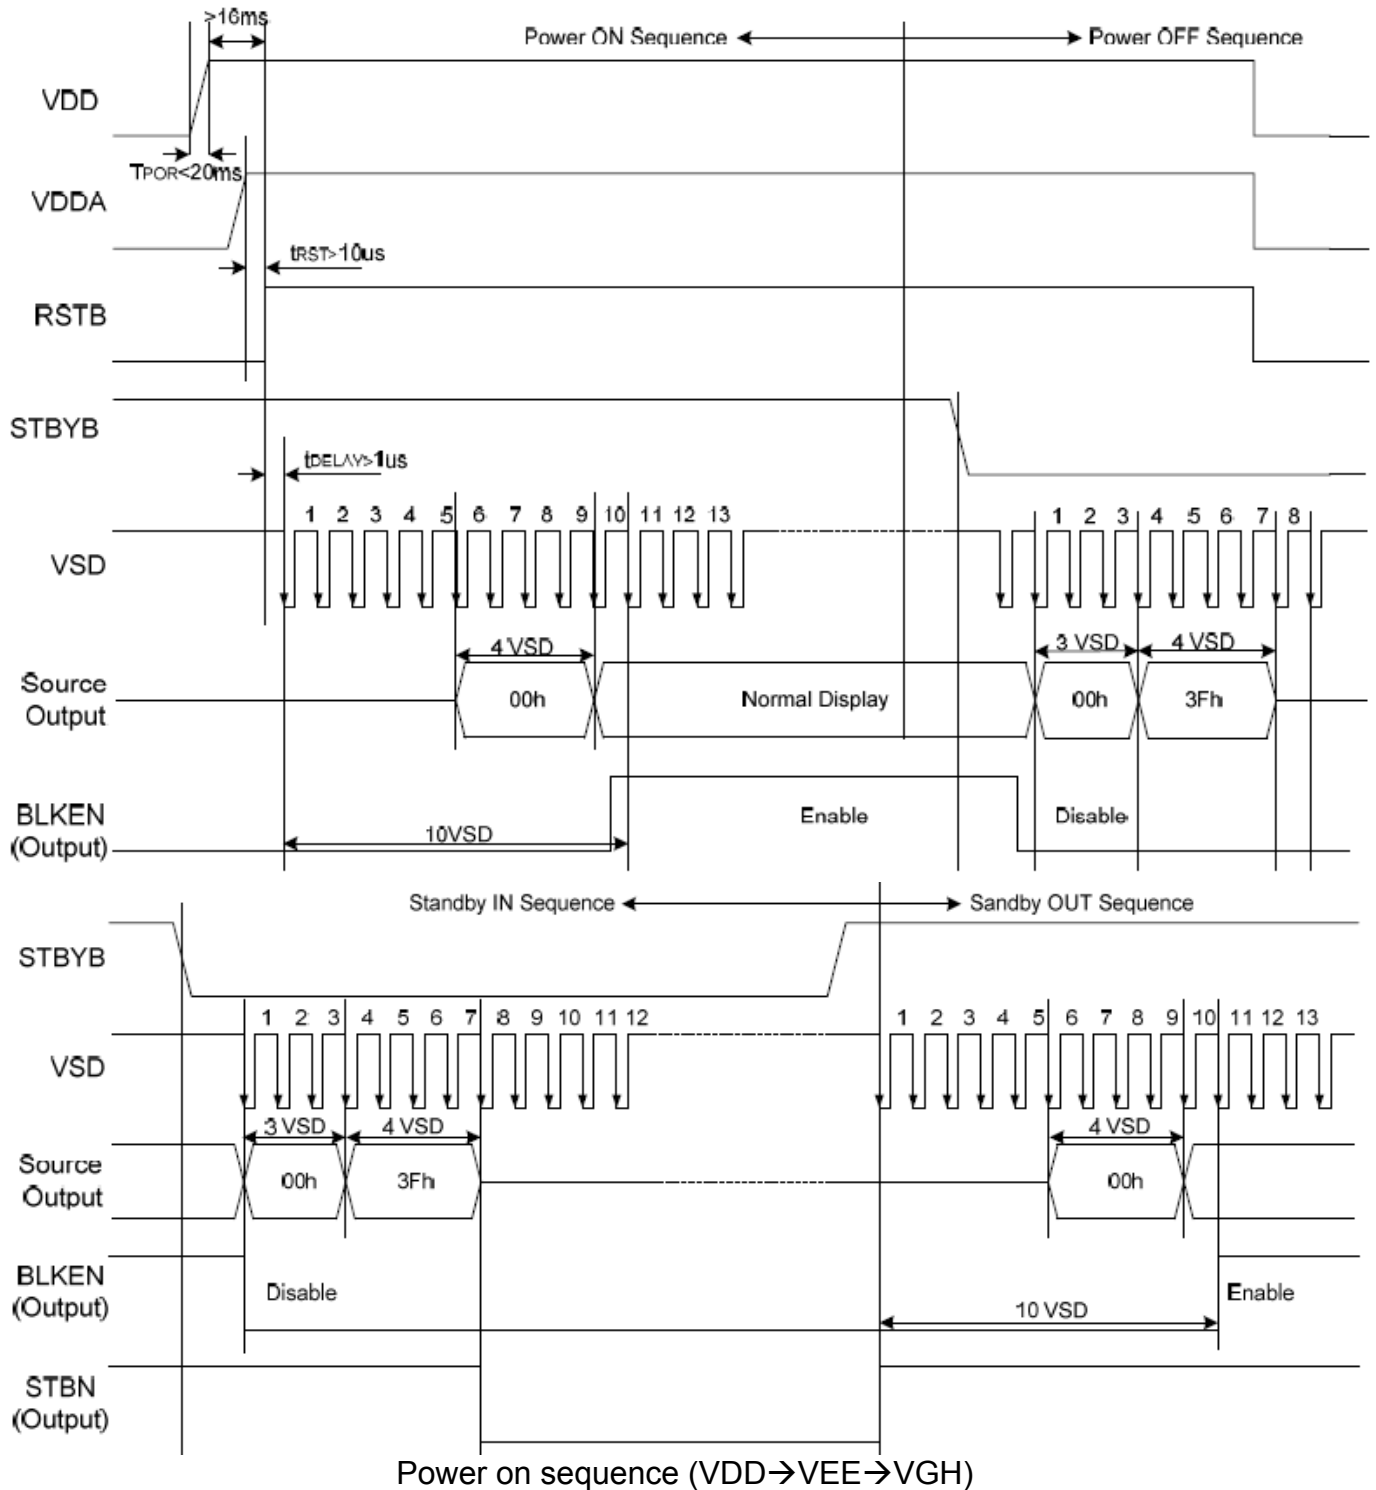 >16ms
Power ON Sequence
Power OFF Sequence
VDD
TPOR<20ms
VDDA
tRST>10us
RSTB
STBYB
tDELAY>1us
1 2 3 4 5 6 7 8 9 10 11 12 13
1 2 3 4 5 6 7 8
VSD
4 VSD
3 VSD
4 VSD
Source
Output
00h
Normal Display
00h
3Fh
BLKEN
(Output)
10VSD
Enable
Disable
Standby IN Sequence
Sandby OUT Sequence
STBYB
1 2 3 4 5 6 7 8 9 10 11 12
1 2 3 4 5 6 7 8 9 10 11 12 13
VSD
3 VSD
4 VSD
4 VSD
Source
Output
00h
3Fh
00h
BLKEN
(Output)
Disable
10 VSD
Enable
STBN
(Output)
Power on sequence (VDD→VEE→VGH)